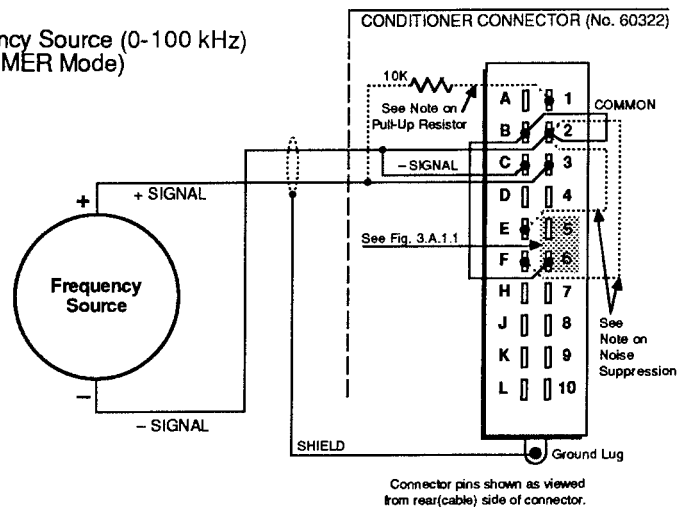 CONDITIONER CONNECTOR (No. 60322)
ncy Source (0-100 kHz)
MER Mode)
10K
See Note on
Pull-Up Resistor
A 1
COMMON
B 2
– SIGNAL
C 3
+ SIGNAL
D 4
+
E 5
See Fig. 3.A.1.1
F 6
Frequency
Source
H 7
J 8
K 9
L 10
See
Note on
Noise
Suppression
–
– SIGNAL
SHIELD
Ground Lug
Connector pins shown as viewed
from rear(cable) side of connector.